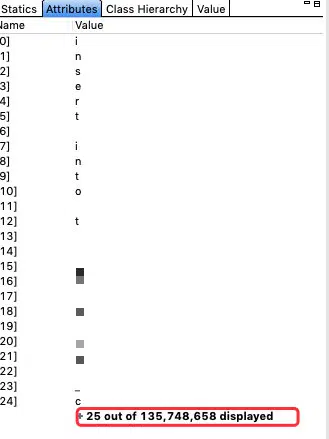 Statics Attributes Class Hierarchy Value
Name Value
0] i
1] n
2] s
3] e
4] r
5] t
6]
7] i
8] n
9] t
10] o
11]
12] t
13]
14]
15]
16]
17]
18]
19]
20]
21]
22]
23] _
24] c
+ 25 out of 135,748,658 displayed